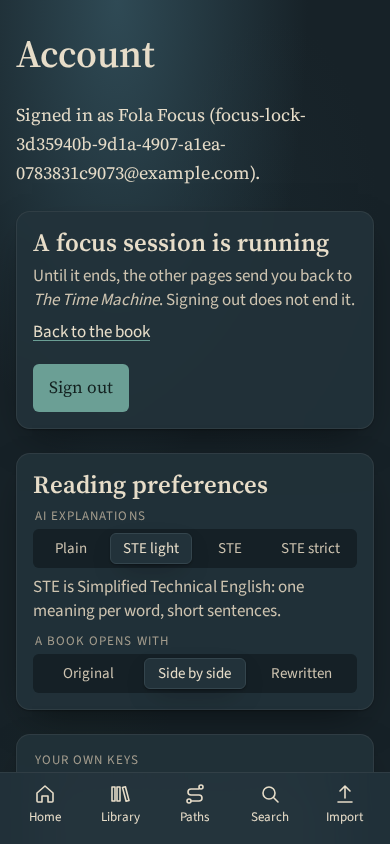 Account
Signed in as Fola Focus (focus-lock-
3d35940b-9d1a-4907-a1ea-
0783831c9073@example.com).
A focus session is running
Until it ends, the other pages send you back to
The Time Machine. Signing out does not end it.
Back to the book
Sign out
Reading preferences
AI EXPLANATIONS
Plain STE light STE STE strict
STE is Simplified Technical English: one
meaning per word, short sentences.
A BOOK OPENS WITH
Original Side by side Rewritten
YOUR OWN KEYS
Home Library Paths Search Import